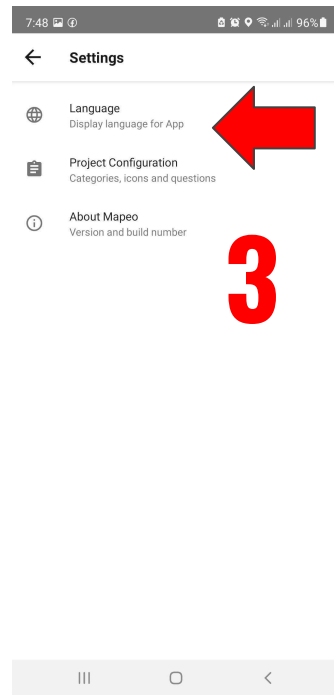 7:48 96%
Settings
Language
Display language for App
Project Configuration
Categories, icons and questions
About Mapeo
Version and build number
3